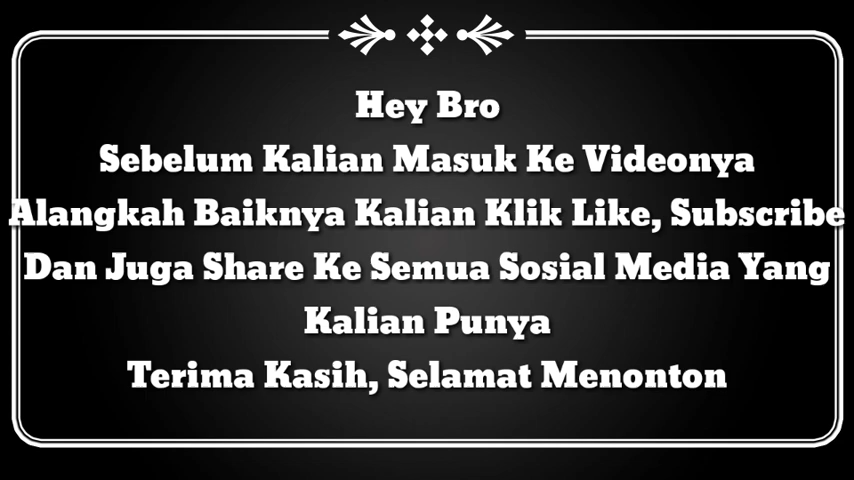 Hey Bro
Sebelum Kalian Masuk Ke Videonya
Alangkah Baiknya Kalian Klik Like, Subscribe
Dan Juga Share Ke Semua Sosial Media Yang
Kalian Punya
Terima Kasih, Selamat Menonton